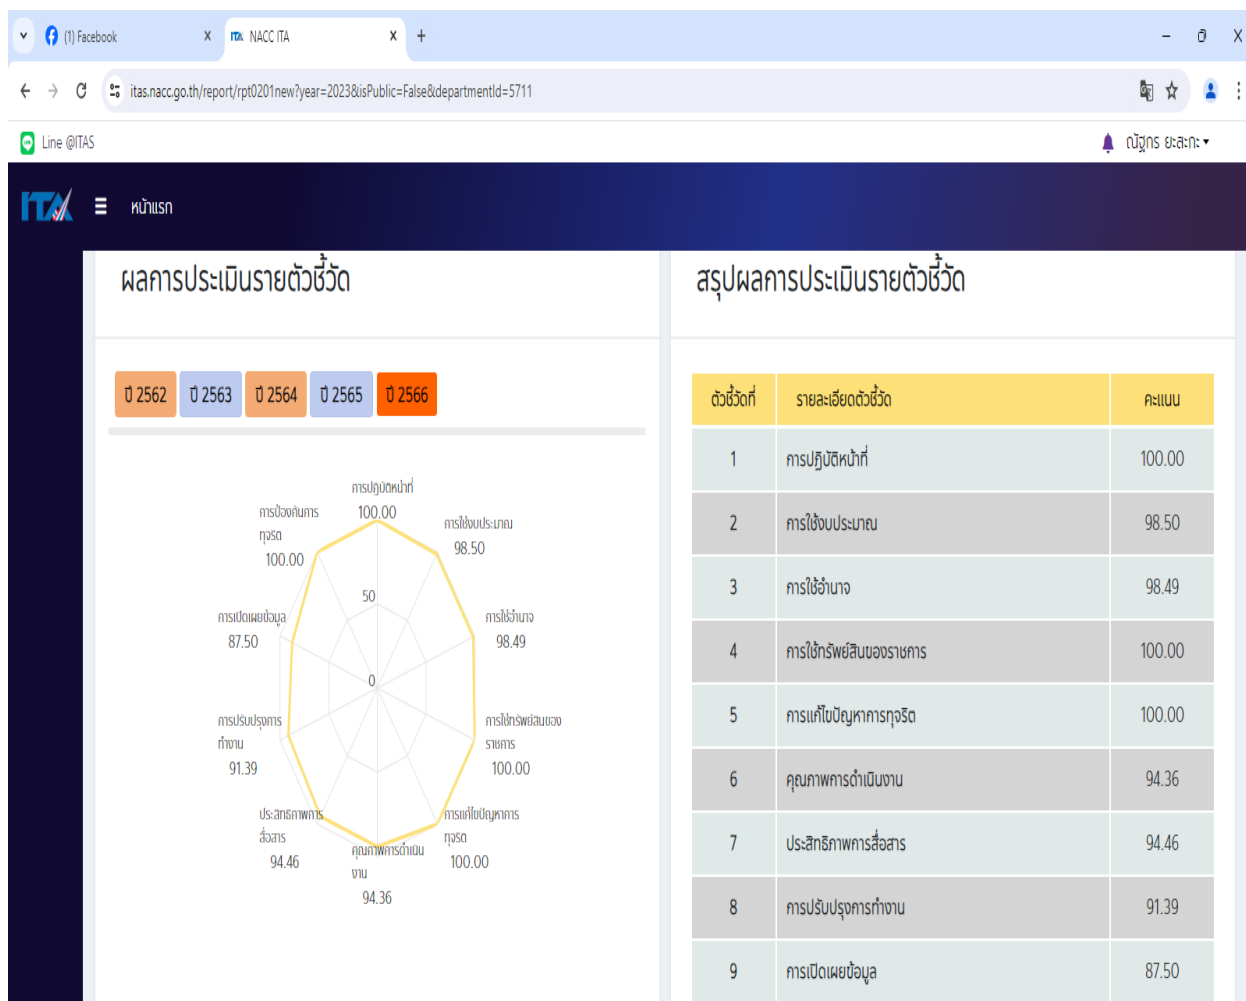 (1) Facebook
ITA NACC ITA
itas.nacc.go.th/report/rpt0201new?year=2023&isPublic=False&departmentId=5711
Line @ITAS
ณัฐกร ยะสะกะ
ITA
หน้าแรก
ผลการประเมินรายตัวชี้วัด
ปี 2562 ปี 2563 ปี 2564 ปี 2565 ปี 2566
การปฏิบัติหน้าที่
100.00
การป้องกันการ
ทุจริต
100.00
การใช้งบประมาณ
98.50
50
การเปิดเผยข้อมูล
87.50
การใช้อำนาจ
98.49
0
การปรับปรุงการ
ทำงาน
91.39
การใช้ทรัพย์สินของ
ราชการ
100.00
ประสิทธิภาพการ
สื่อสาร
94.46
การแก้ไขปัญหาการ
ทุจริต
100.00
คุณภาพการดำเนิน
งาน
94.36
สรุปผลการประเมินรายตัวชี้วัด
ตัวชี้วัดที่ รายละเอียดตัวชี้วัด คะแนน
1 การปฏิบัติหน้าที่ 100.00
2 การใช้งบประมาณ 98.50
3 การใช้อำนาจ 98.49
4 การใช้ทรัพย์สินของราชการ 100.00
5 การแก้ไขปัญหาการทุจริต 100.00
6 คุณภาพการดำเนินงาน 94.36
7 ประสิทธิภาพการสื่อสาร 94.46
8 การปรับปรุงการทำงาน 91.39
9 การเปิดเผยข้อมูล 87.50